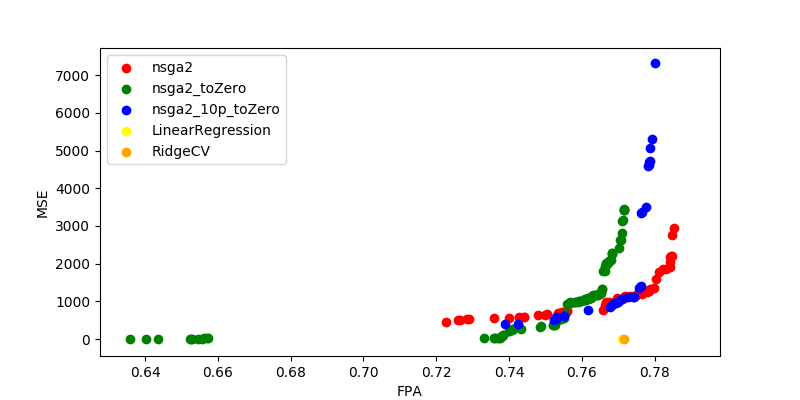 7000
6000
5000
4000
3000
2000
1000
0
MSE
nsga2
nsga2_toZero
nsga2_10p_toZero
LinearRegression
RidgeCV
0.64 0.66 0.68 0.70 0.72 0.74 0.76 0.78
FPA